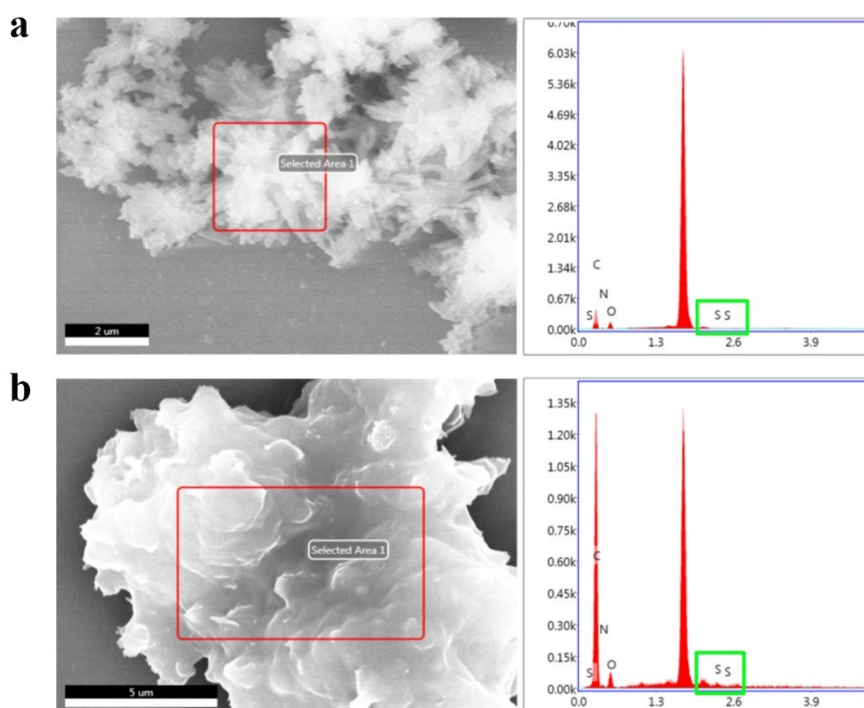 a
Selected Area 1
2 um
6.03k
5.36k
4.69k
4.02k
3.35k
2.68k
2.01k
1.34k
0.67k
0.00k
C
N
S
O
S S
0.0
1.3
2.6
3.9
b
Selected Area 1
5 um
1.35k
1.20k
1.05k
0.90k
0.75k
0.60k
0.45k
0.30k
0.15k
0.00k
C
N
S
O
S S
0.0
1.3
2.6
3.9